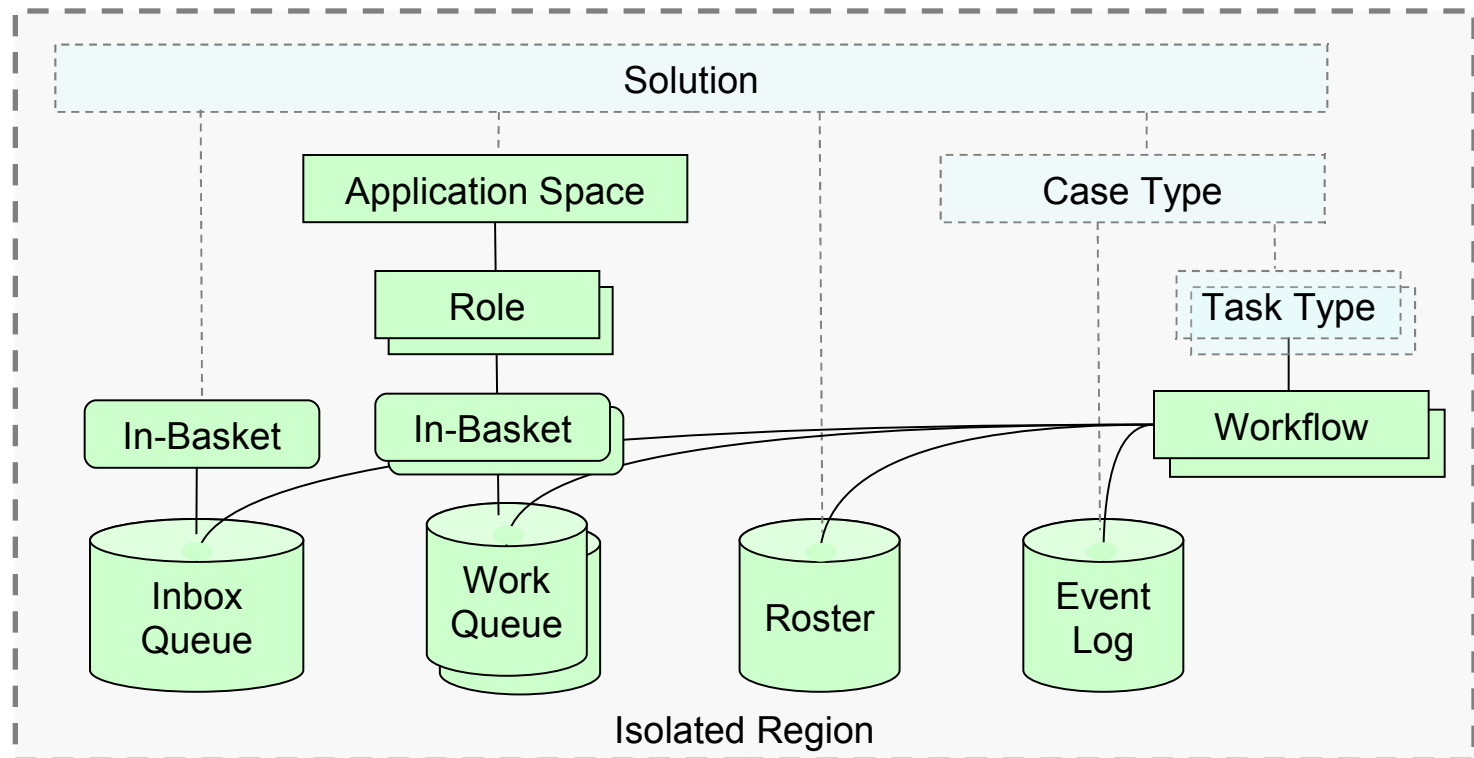 Solution
Application Space
Case Type
Role
Task Type
In-Basket
In-Basket
Workflow
Inbox
Queue
Work
Queue
Roster
Event
Log
Isolated Region